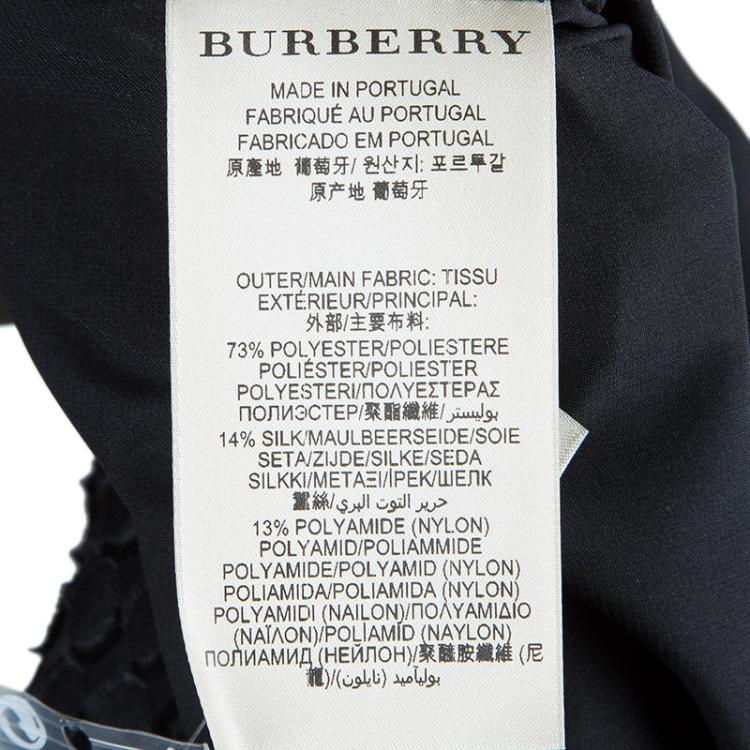 BURBERRY
MADE IN PORTUGAL
FABRIQUÉ AU PORTUGAL
FABRICADO EM PORTUGAL
原產地 葡萄牙/ 원산지: 포르투갈
原产地 葡萄牙
OUTER/MAIN FABRIC: TISSU
EXTÉRIEUR/PRINCIPAL:
外部/主要布料:
73% POLYESTER/POLIESTERE
POLIÉSTER/POLIESTER
POLYESTERI/ΠΟΛΥΕΣΤΕΡΑΣ
ПОЛИЭСТЕР/聚酯纖維/بوليستر
14% SILK/MAULBEERSEIDE/SOIE
SETA/ZIJDE/SILKE/SEDA
SILKKI/ΜΕΤΑΞΙ/İPEK/ШЕЛК
蠶絲/حرير التوت البري
13% POLYAMIDE (NYLON)
POLYAMID/POLIAMMIDE
POLYAMIDE/POLYAMID (NYLON)
POLIAMIDA/POLIAMIDA (NYLON)
POLYAMIDI (NAILON)/ΠΟΛΥΑΜΙΔΙΟ
(ΝΑΪΛΟΝ)/POLİAMİD (NAYLON)
ПОЛИАМИД (НЕЙЛОН)/聚醯胺纖維 (尼
龍)/بوليآميد (نايلون)